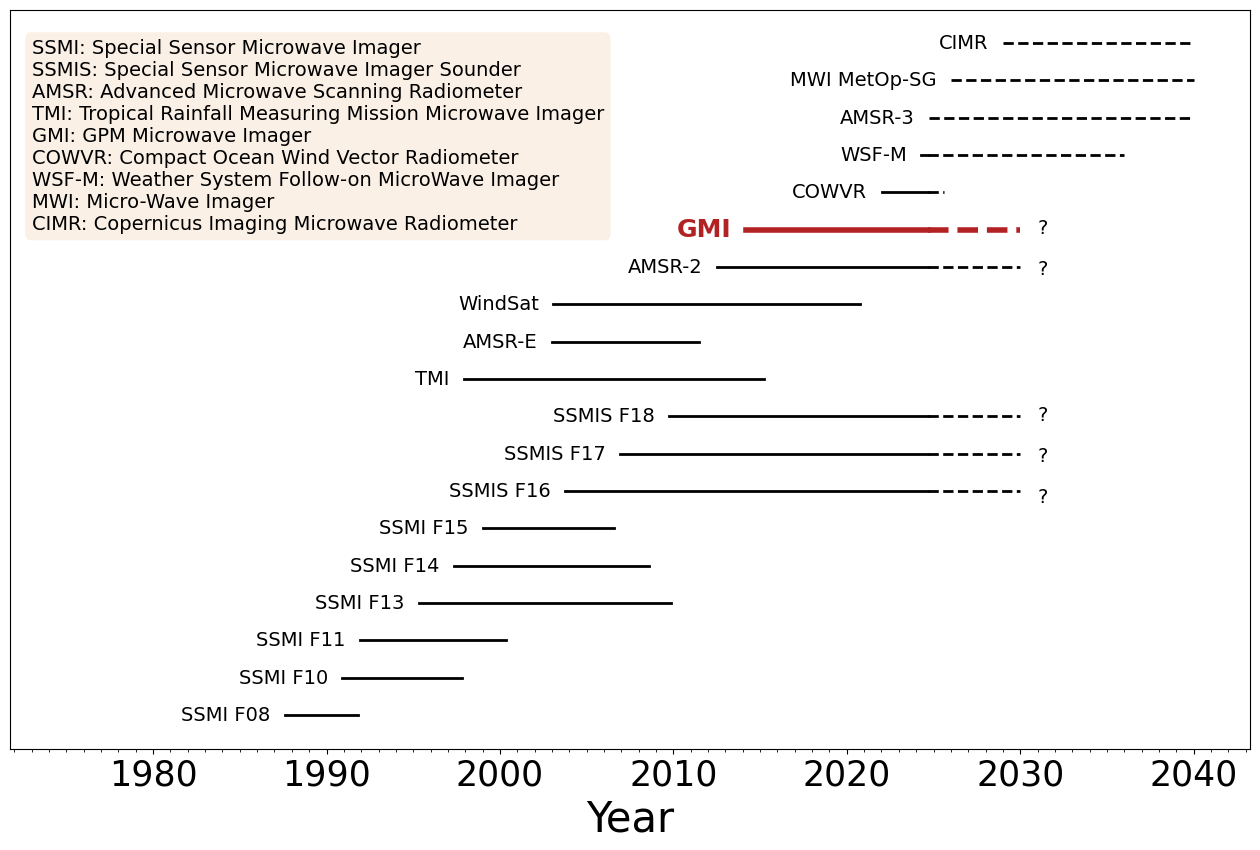 SSMI: Special Sensor Microwave Imager
SSMIS: Special Sensor Microwave Imager Sounder
AMSR: Advanced Microwave Scanning Radiometer
TMI: Tropical Rainfall Measuring Mission Microwave Imager
GMI: GPM Microwave Imager
COWVR: Compact Ocean Wind Vector Radiometer
WSF-M: Weather System Follow-on MicroWave Imager
MWI: Micro-Wave Imager
CIMR: Copernicus Imaging Microwave Radiometer
CIMR
MWI MetOp-SG
AMSR-3
WSF-M
COWVR
GMI ?
AMSR-2 ?
WindSat
AMSR-E
TMI
SSMIS F18 ?
SSMIS F17 ?
SSMIS F16 ?
SSMI F15
SSMI F14
SSMI F13
SSMI F11
SSMI F10
SSMI F08
1980 1990 2000 2010 2020 2030 2040
Year